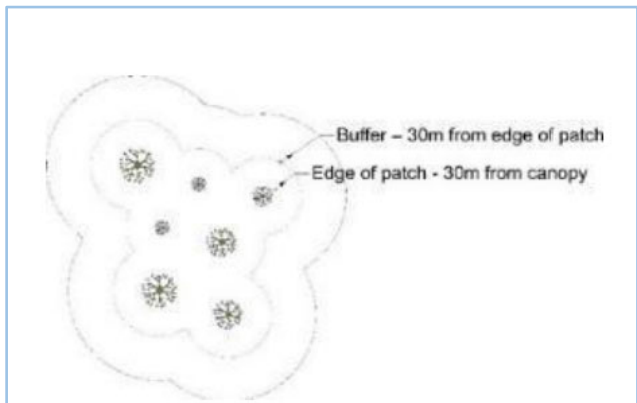 Buffer – 30m from edge of patch
Edge of patch - 30m from canopy